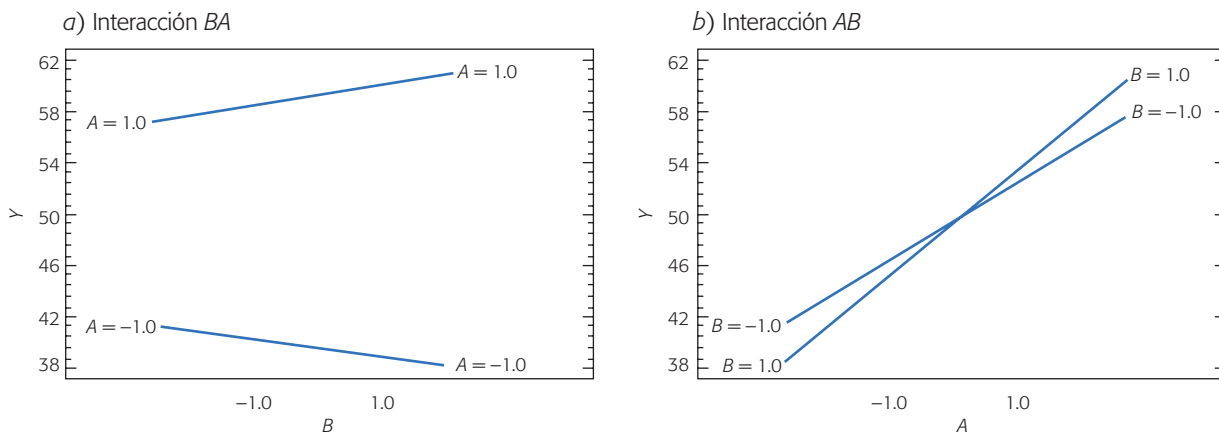 a) Interacción BA
62
58
54
50
46
42
38
Y
A = 1.0
A = 1.0
A = −1.0
A = −1.0
−1.0
1.0
B
b) Interacción AB
62
58
54
50
46
42
38
Y
B = 1.0
B = −1.0
B = −1.0
B = 1.0
−1.0
1.0
A